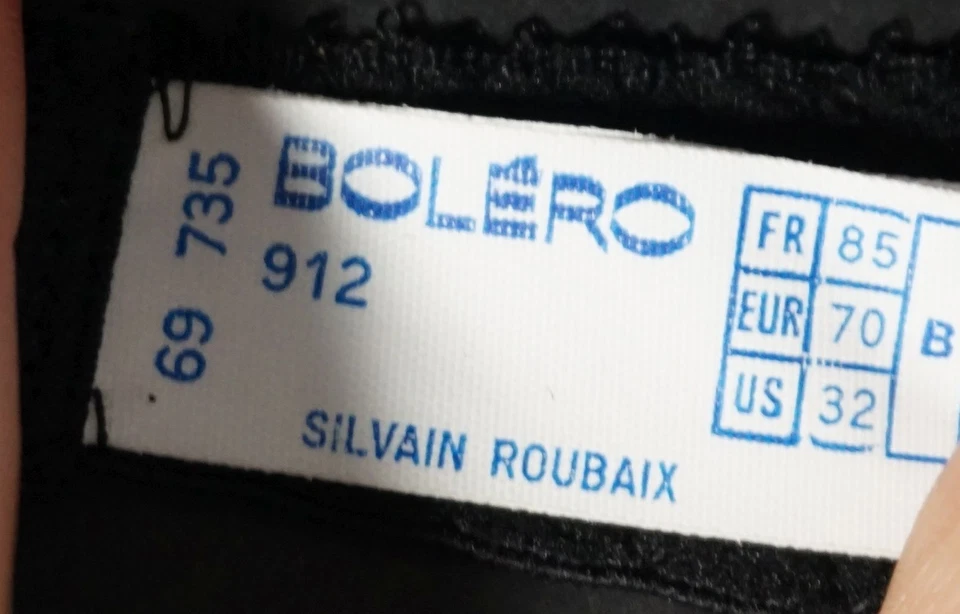 69 735
BOLÉRO
912
SiLVAIN ROUBAIX
FR 85
EUR 70
US 32
B